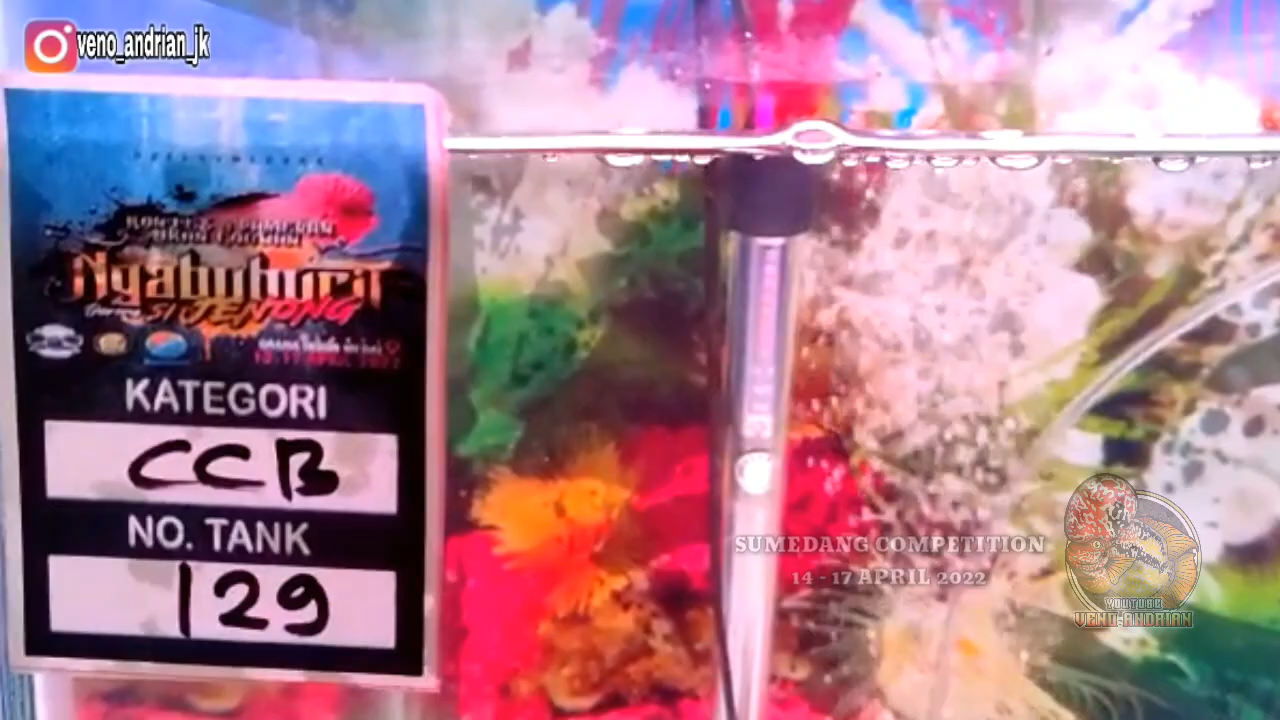 veno_andrian_jk
Ngabuburit
SI JENONG
KATEGORI
CCB
NO. TANK
129
SUMEDANG COMPETITION
14 - 17 APRIL 2022
YOUTUBE
VENO ANDRIAN